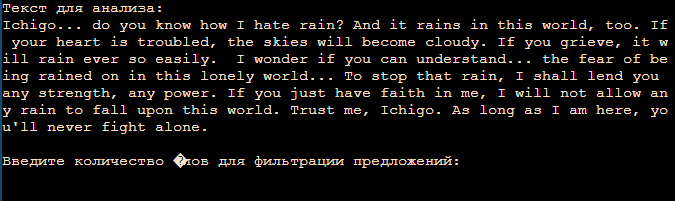 Текст для анализа:
Ichigo... do you know how I hate rain? And it rains in this world, too. If
 your heart is troubled, the skies will become cloudy. If you grieve, it w
ill rain ever so easily.  I wonder if you can understand... the fear of be
ing rained on in this lonely world... To stop that rain, I shall lend you
any strength, any power. If you just have faith in me, I will not allow an
y rain to fall upon this world. Trust me, Ichigo. As long as I am here, yo
u'll never fight alone.
Введите количество �лов для фильтрации предложений: